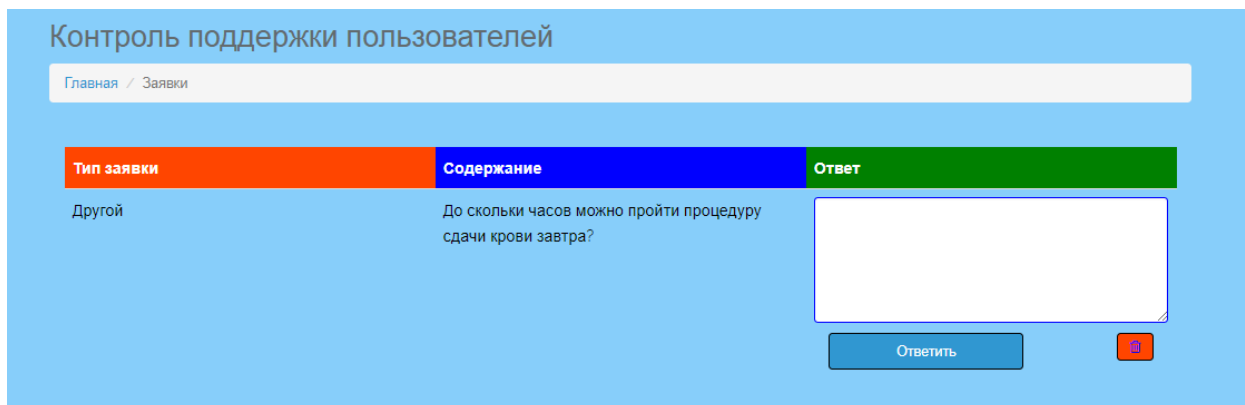 Контроль поддержки пользователей
Главная / Заявки
Тип заявки Содержание Ответ
Другой До скольки часов можно пройти процедуру
сдачи крови завтра?
Ответить